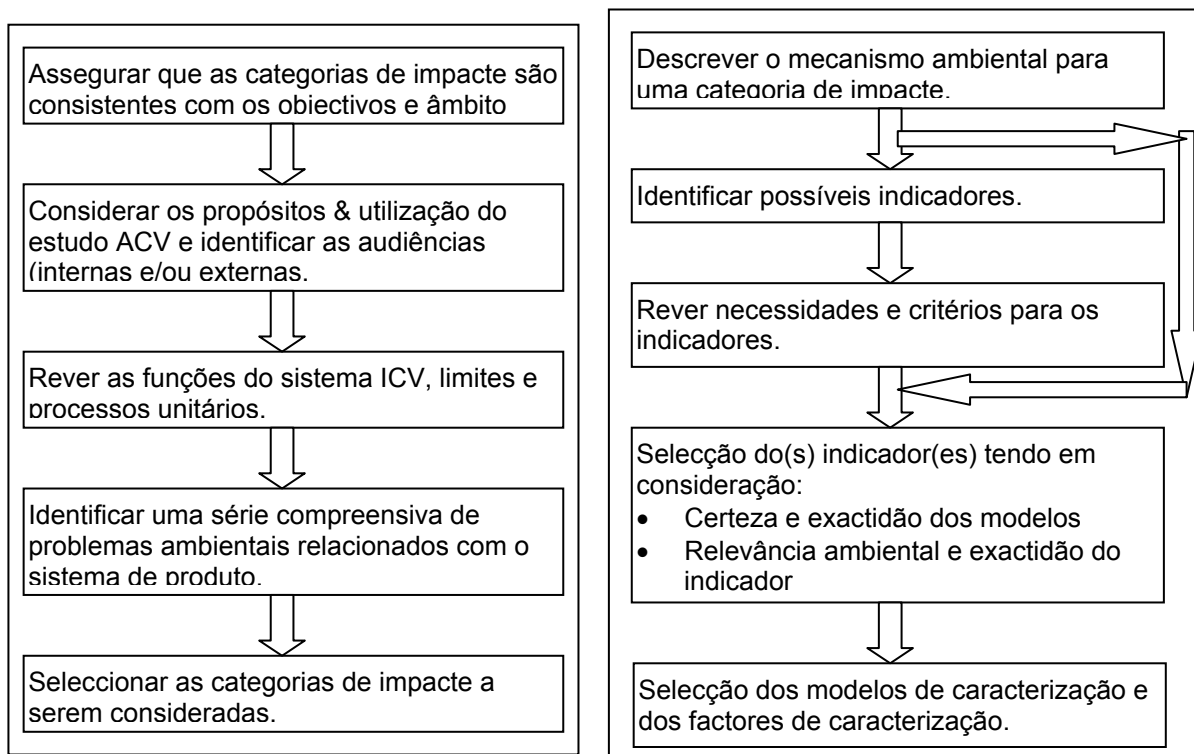 Assegurar que as categorias de impacte são
consistentes com os objectivos e âmbito
Considerar os propósitos & utilização do
estudo ACV e identificar as audiências
(internas e/ou externas.
Rever as funções do sistema ICV, limites e
processos unitários.
Identificar uma série compreensiva de
problemas ambientais relacionados com o
sistema de produto.
Seleccionar as categorias de impacte a
serem consideradas.
Descrever o mecanismo ambiental para
uma categoria de impacte.
Identificar possíveis indicadores.
Rever necessidades e critérios para os
indicadores.
Selecção do(s) indicador(es) tendo em
consideração:
• Certeza e exactidão dos modelos
• Relevância ambiental e exactidão do
indicador
Selecção dos modelos de caracterização e
dos factores de caracterização.